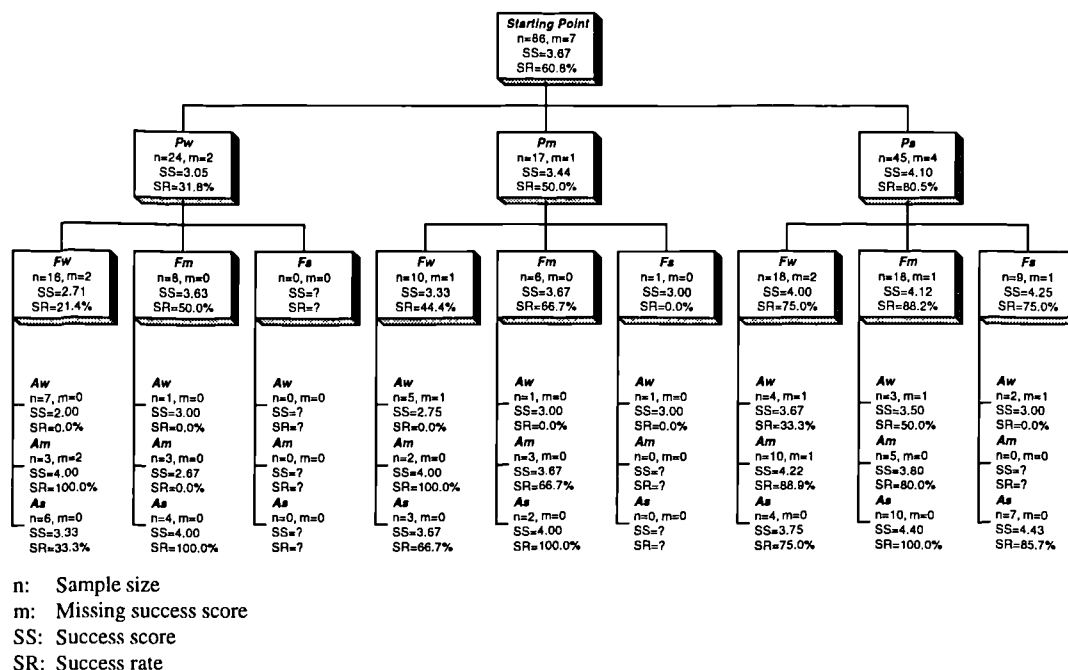 Starting Point
n=86, m=7
SS=3.67
SR=60.8%
Pw
n=24, m=2
SS=3.05
SR=31.8%
Pm
n=17, m=1
SS=3.44
SR=50.0%
Ps
n=45, m=4
SS=4.10
SR=80.5%
Fw
n=16, m=2
SS=2.71
SR=21.4%
Fm
n=8, m=0
SS=3.63
SR=50.0%
Fs
n=0, m=0
SS=?
SR=?
Fw
n=10, m=1
SS=3.33
SR=44.4%
Fm
n=6, m=0
SS=3.67
SR=66.7%
Fs
n=1, m=0
SS=3.00
SR=0.0%
Fw
n=18, m=2
SS=4.00
SR=75.0%
Fm
n=18, m=1
SS=4.12
SR=88.2%
Fs
n=9, m=1
SS=4.25
SR=75.0%
Aw
n=7, m=0
SS=2.00
SR=0.0%
Am
n=3, m=2
SS=4.00
SR=100.0%
As
n=6, m=0
SS=3.33
SR=33.3%
Aw
n=1, m=0
SS=3.00
SR=0.0%
Am
n=3, m=0
SS=2.67
SR=0.0%
As
n=4, m=0
SS=4.00
SR=100.0%
Aw
n=0, m=0
SS=?
SR=?
Am
n=0, m=0
SS=?
SR=?
As
n=0, m=0
SS=?
SR=?
Aw
n=5, m=1
SS=2.75
SR=0.0%
Am
n=2, m=0
SS=4.00
SR=100.0%
As
n=3, m=0
SS=3.67
SR=66.7%
Aw
n=1, m=0
SS=3.00
SR=0.0%
Am
n=3, m=0
SS=3.67
SR=66.7%
As
n=2, m=0
SS=4.00
SR=100.0%
Aw
n=1, m=0
SS=3.00
SR=0.0%
Am
n=0, m=0
SS=?
SR=?
As
n=0, m=0
SS=?
SR=?
Aw
n=4, m=1
SS=3.67
SR=33.3%
Am
n=10, m=1
SS=4.22
SR=88.9%
As
n=4, m=0
SS=3.75
SR=75.0%
Aw
n=3, m=1
SS=3.50
SR=50.0%
Am
n=5, m=0
SS=3.80
SR=80.0%
As
n=10, m=0
SS=4.40
SR=100.0%
Aw
n=2, m=1
SS=3.00
SR=0.0%
Am
n=0, m=0
SS=?
SR=?
As
n=7, m=0
SS=4.43
SR=85.7%
n: Sample size
m: Missing success score
SS: Success score
SR: Success rate